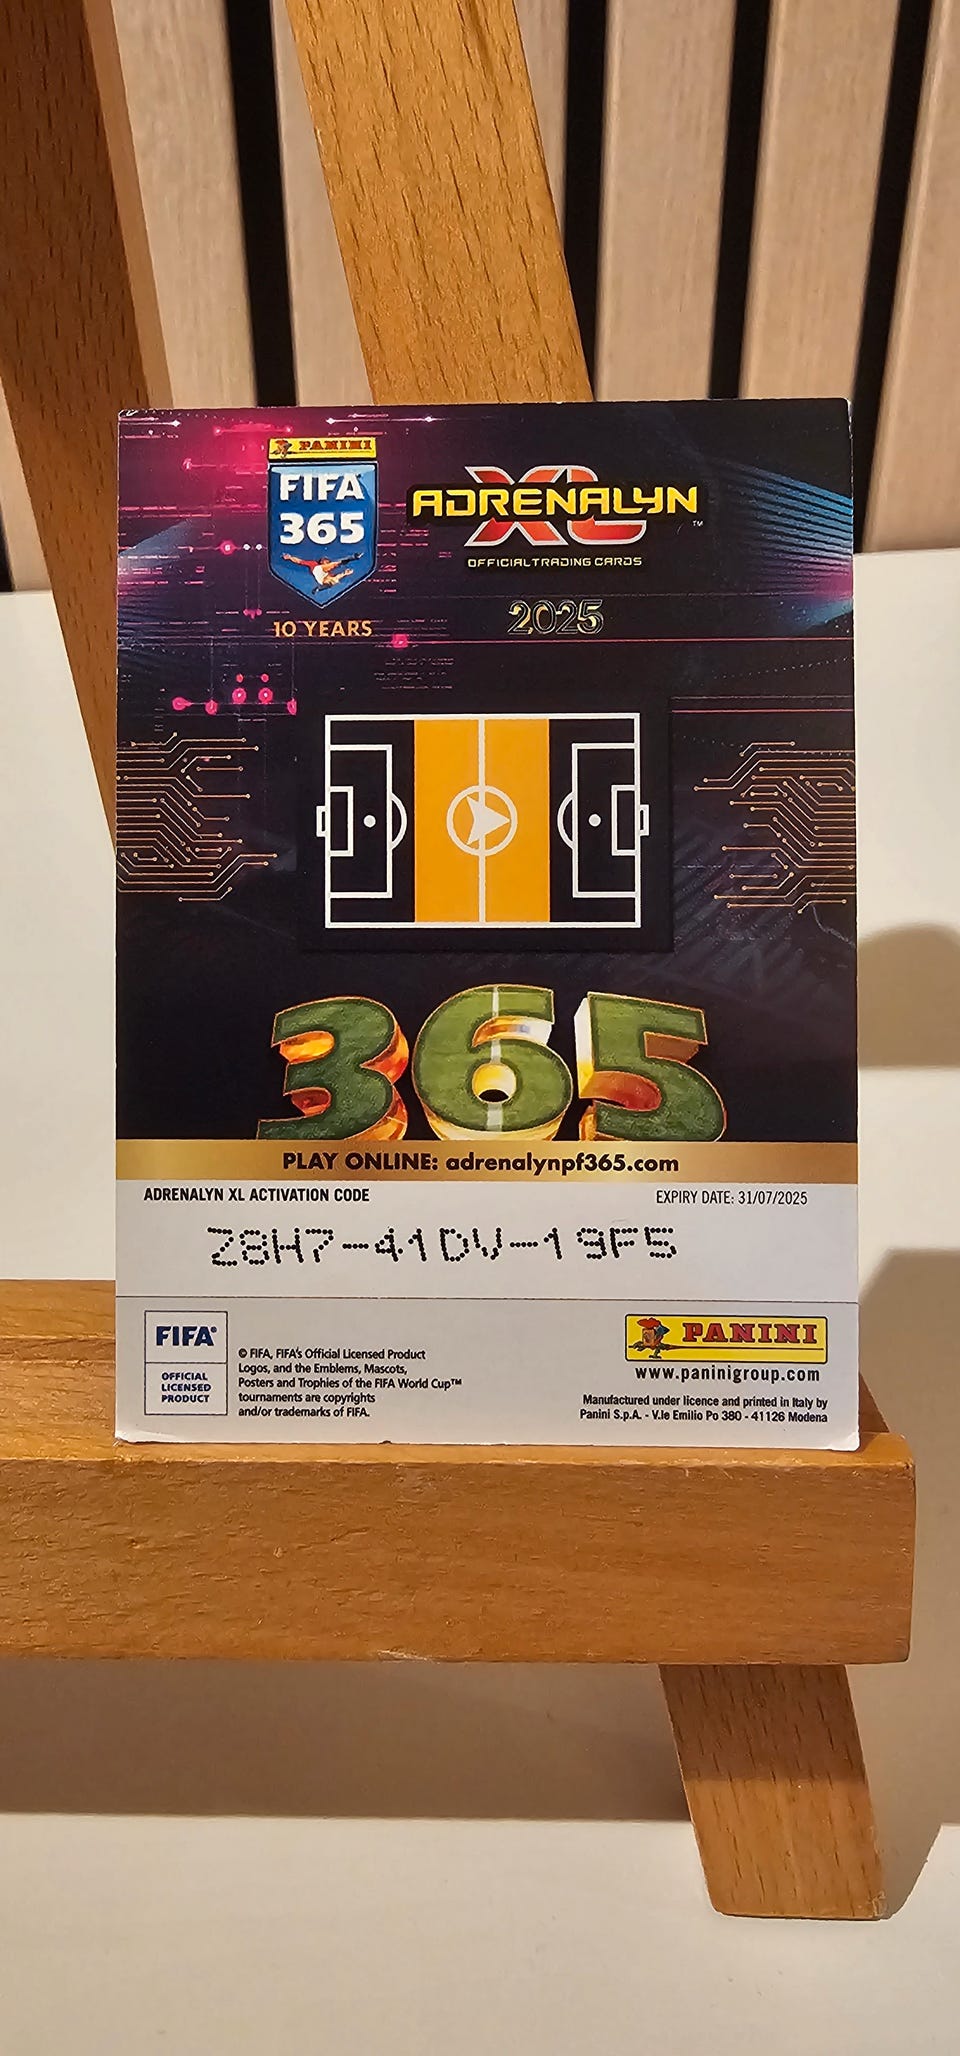 PANINI
FIFA
365
10 YEARS
ADRENALYN XL™
OFFICIAL TRADING CARDS
2025
365
PLAY ONLINE: adrenalynpf365.com
ADRENALYN XL ACTIVATION CODE
EXPIRY DATE: 31/07/2025
Z8H7-41DV-19F5
FIFA®
OFFICIAL
LICENSED
PRODUCT
© FIFA, FIFA's Official Licensed Product
Logos, and the Emblems, Mascots,
Posters and Trophies of the FIFA World Cup™
tournaments are copyrights
and/or trademarks of FIFA.
PANINI
www.paninigroup.com
Manufactured under licence and printed in Italy by
Panini S.p.A. - V.le Emilio Po 380 - 41126 Modena